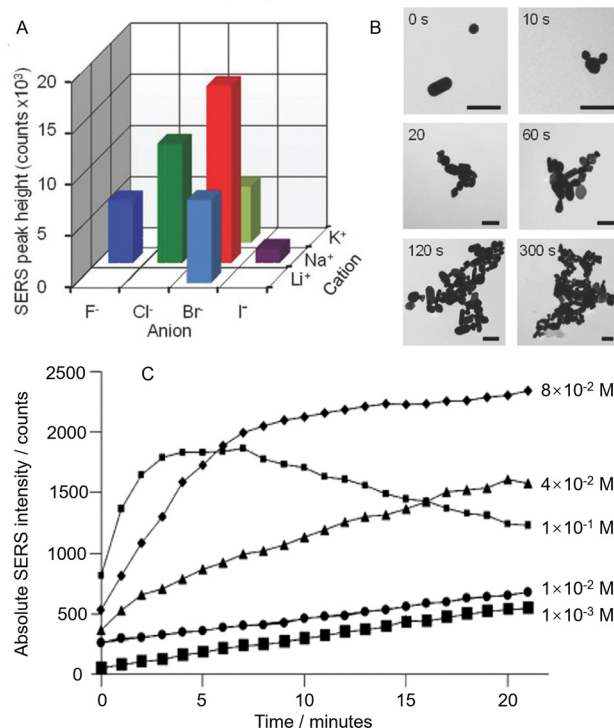 A
SERS peak height (counts x10³)
20
15
10
5
0
F⁻
Cl⁻
Br⁻
I⁻
Anion
Li⁺
Na⁺
K⁺
Cation
B
0 s
10 s
20
60 s
120 s
300 s
C
Absolute SERS intensity / counts
2500
2000
1500
1000
500
0
8×10⁻² M
4×10⁻² M
1×10⁻¹ M
1×10⁻² M
1×10⁻³ M
0
5
10
15
20
Time / minutes